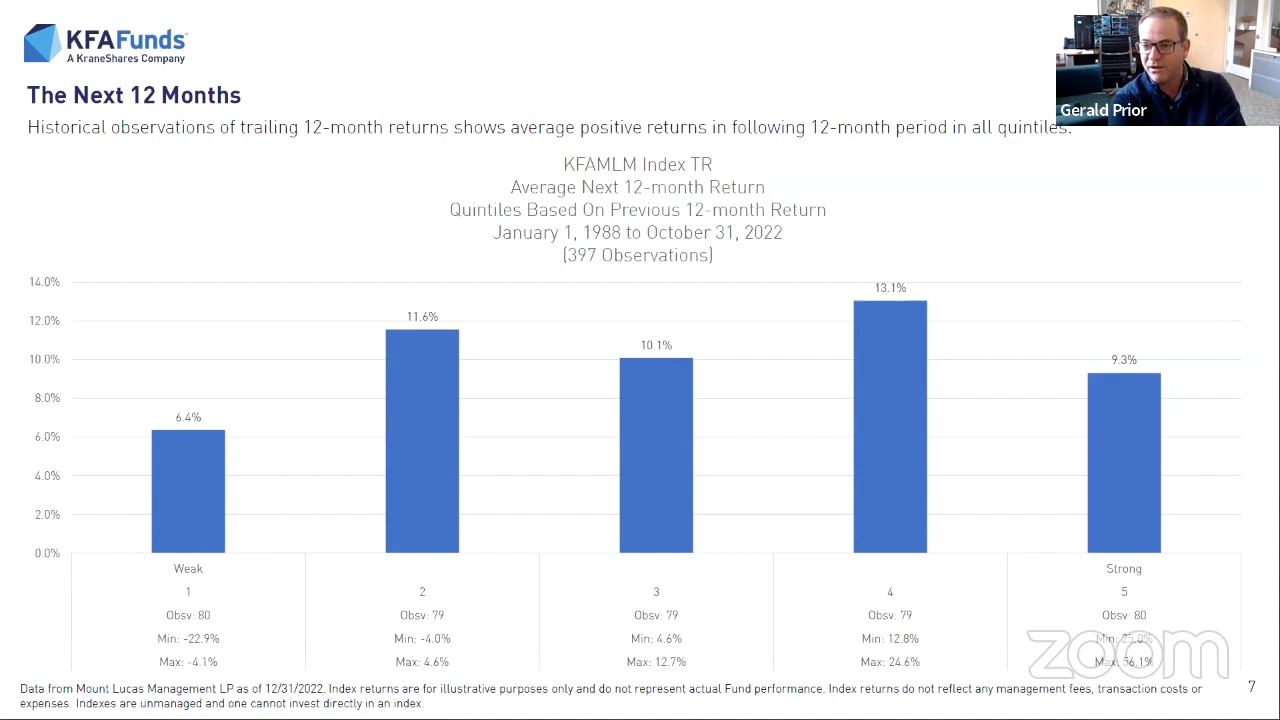 KFAFunds
A KraneShares Company
Gerald Prior
The Next 12 Months
Historical observations of trailing 12-month returns shows average positive returns in following 12-month period in all quintiles.
KFAMLM Index TR
Average Next 12-month Return
Quintiles Based On Previous 12-month Return
January 1, 1988 to October 31, 2022
(397 Observations)
14.0%
12.0%
10.0%
8.0%
6.0%
4.0%
2.0%
0.0%
6.4%
11.6%
10.1%
13.1%
9.3%
Weak Strong
1 2 3 4 5
Obsv: 80 Obsv: 79 Obsv: 79 Obsv: 79 Obsv: 80
Min: -22.9% Min: -4.0% Min: 4.6% Min: 12.8% Min: 25.0%
Max: -4.1% Max: 4.6% Max: 12.7% Max: 24.6% Max: 56.1%
zoom
Data from Mount Lucas Management LP as of 12/31/2022. Index returns are for illustrative purposes only and do not represent actual Fund performance. Index returns do not reflect any management fees, transaction costs or
expenses. Indexes are unmanaged and one cannot invest directly in an index.
7